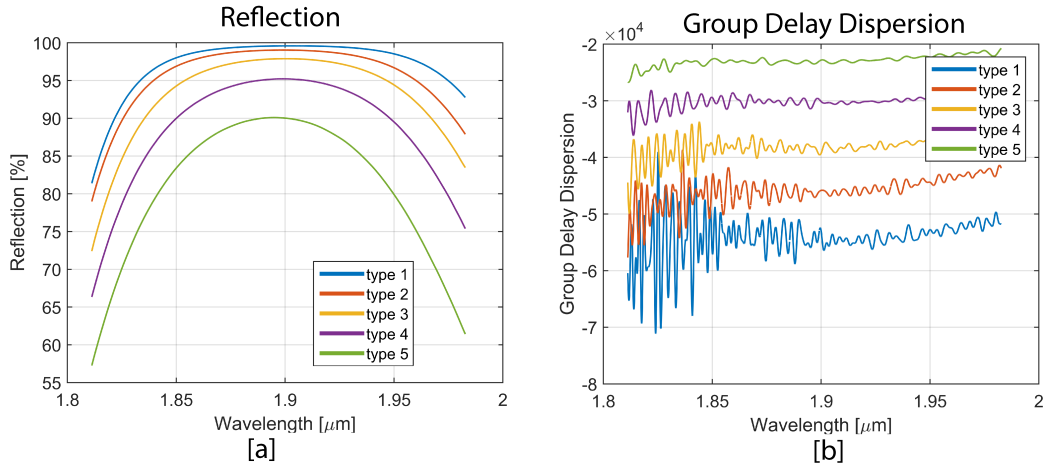 Reflection
100
95
90
85
80
75
70
65
60
55
Reflection [%]
1.8
1.85
1.9
1.95
2
Wavelength [μm]
type 1
type 2
type 3
type 4
type 5
[a]
Group Delay Dispersion
×10⁴
-2
-3
-4
-5
-6
-7
-8
Group Delay Dispersion
1.8
1.85
1.9
1.95
2
Wavelength [μm]
type 1
type 2
type 3
type 4
type 5
[b]